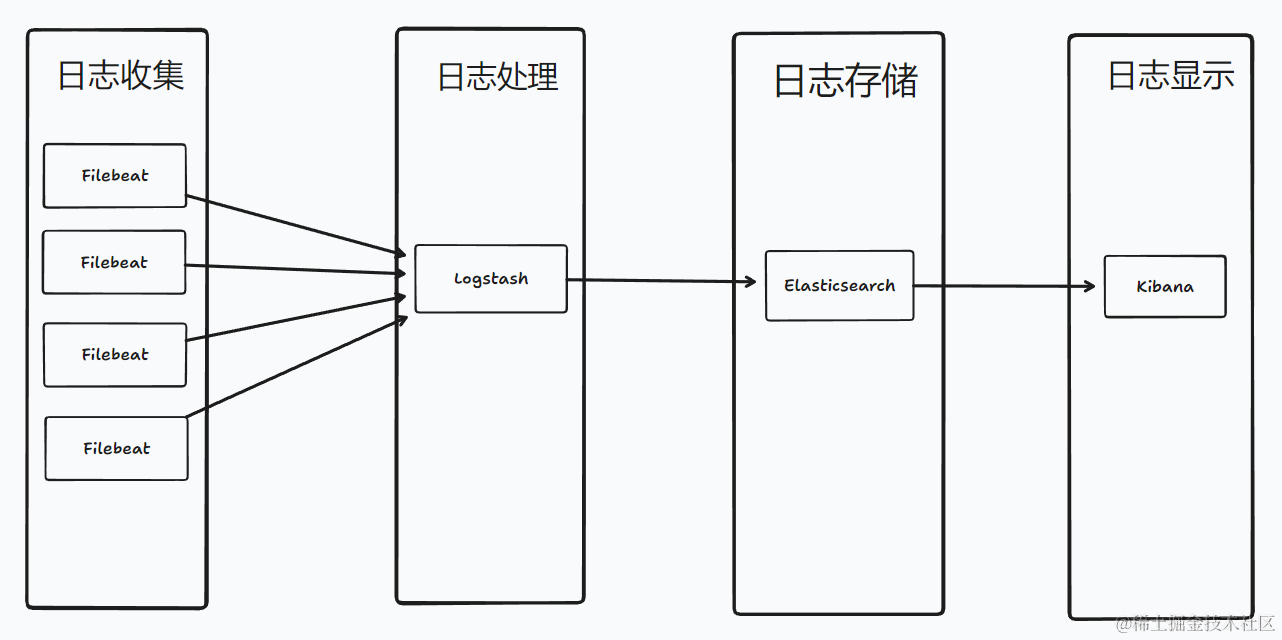 日志收集
日志处理
日志存储
日志显示
Filebeat
Filebeat
Filebeat
Filebeat
Logstash
Elasticsearch
Kibana
@稀土掘金技术社区